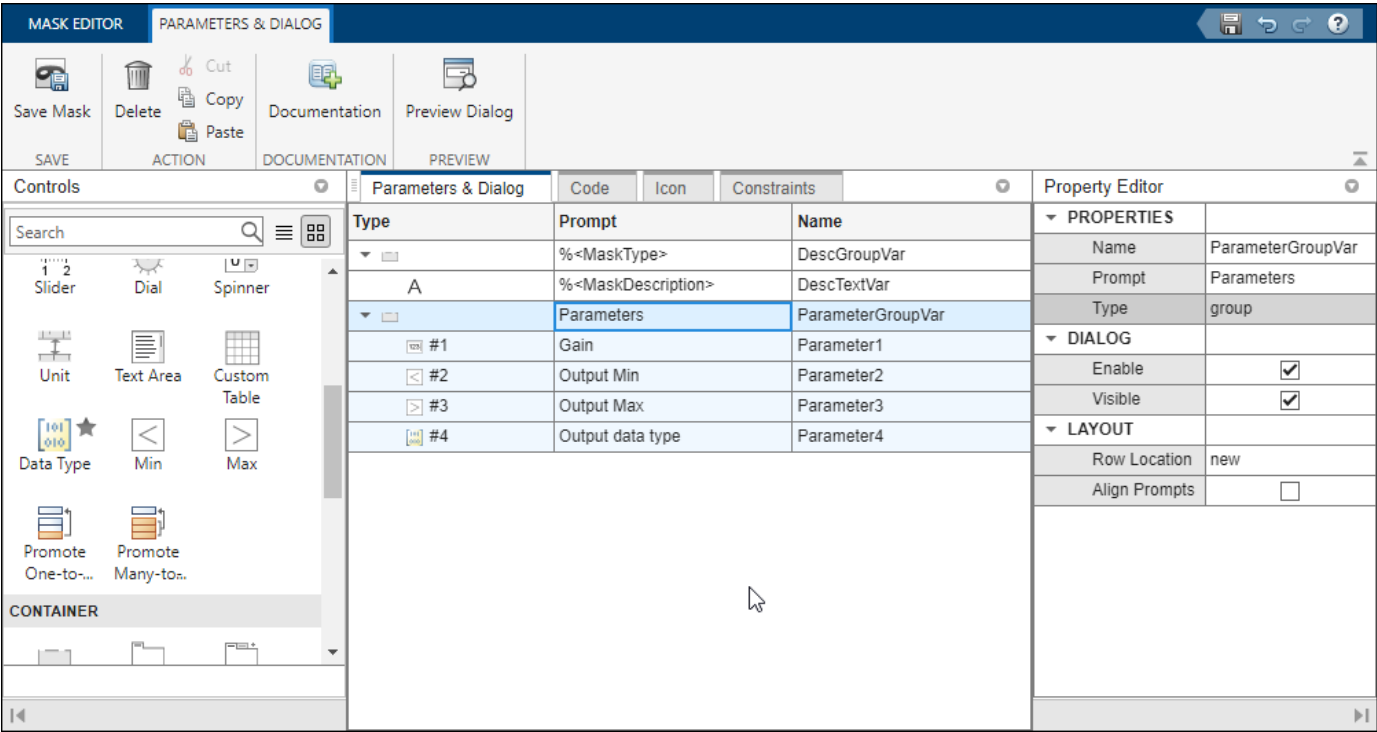 MASK EDITOR PARAMETERS & DIALOG
Save Mask Delete Cut Copy Paste Documentation Preview Dialog
SAVE ACTION DOCUMENTATION PREVIEW
Controls
Search
1 2
Slider Dial Spinner
Unit Text Area Custom Table
Data Type Min Max
Promote One-to-... Promote Many-to...
CONTAINER
Parameters & Dialog Code Icon Constraints
Type Prompt Name
%<MaskType> DescGroupVar
A %<MaskDescription> DescTextVar
Parameters ParameterGroupVar
#1 Gain Parameter1
#2 Output Min Parameter2
#3 Output Max Parameter3
#4 Output data type Parameter4
Property Editor
PROPERTIES
Name ParameterGroupVar
Prompt Parameters
Type group
DIALOG
Enable
Visible
LAYOUT
Row Location new
Align Prompts